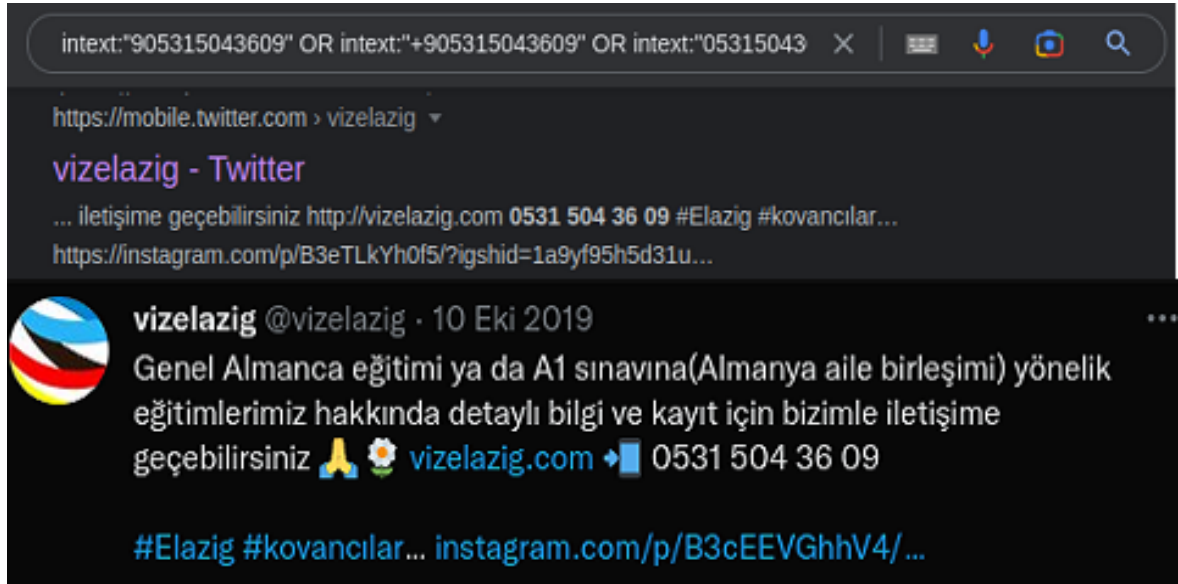 intext:"905315043609" OR intext:"+905315043609" OR intext:"05315043
https://mobile.twitter.com › vizelazig
vizelazig - Twitter
... iletişime geçebilirsiniz http://vizelazig.com 0531 504 36 09 #Elazig #kovancılar...
https://instagram.com/p/B3eTLkYh0f5/?igshid=1a9yf95h5d31u...
vizelazig @vizelazig · 10 Eki 2019
Genel Almanca eğitimi ya da A1 sınavına(Almanya aile birleşimi) yönelik
eğitimlerimiz hakkında detaylı bilgi ve kayıt için bizimle iletişime
geçebilirsiniz 🙏 🌼 vizelazig.com 📲 0531 504 36 09
#Elazig #kovancılar... instagram.com/p/B3cEEVGhhV4/...